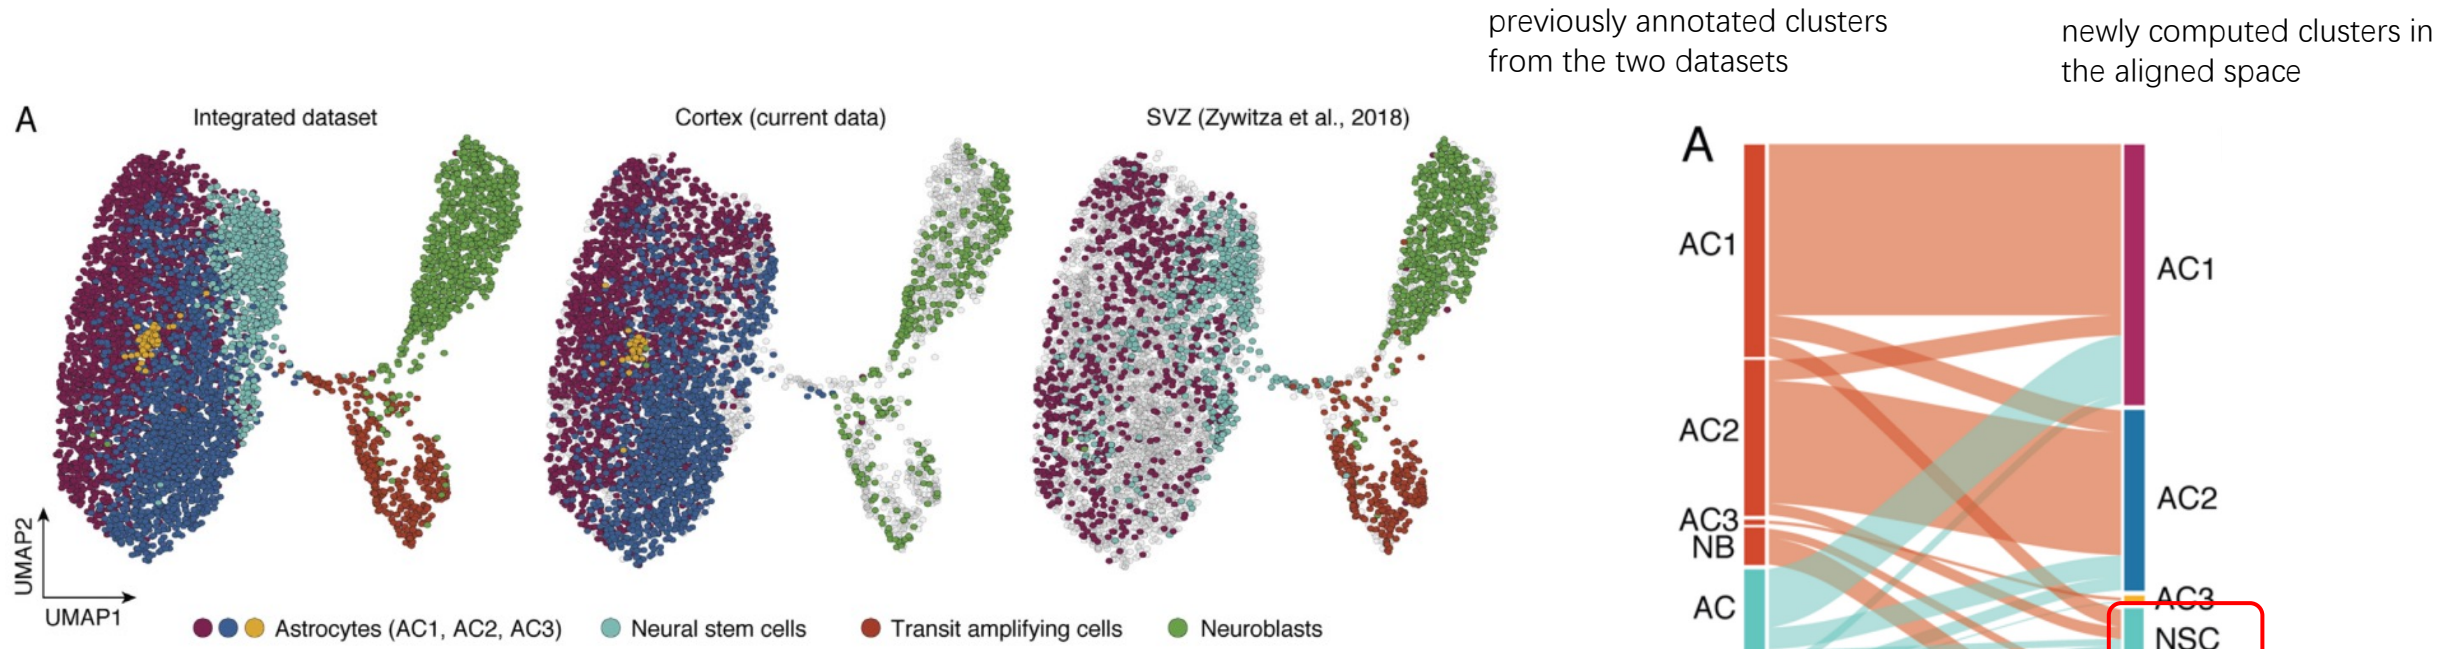 previously annotated clusters
from the two datasets
newly computed clusters in
the aligned space
A
Integrated dataset
Cortex (current data)
SVZ (Zywitza et al., 2018)
UMAP2
UMAP1
Astrocytes (AC1, AC2, AC3)
Neural stem cells
Transit amplifying cells
Neuroblasts
A
AC1
AC2
AC3
NB
AC
AC1
AC2
AC3
NSC